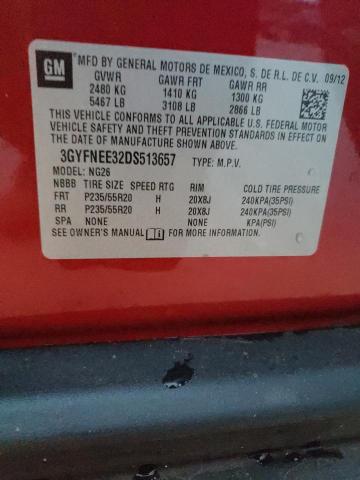 GM
MFD BY GENERAL MOTORS DE MEXICO, S. DE R.L. DE C.V. 09/12
GVWR GAWR FRT GAWR RR
2480 KG 1410 KG 1300 KG
5467 LB 3108 LB 2866 LB
THIS VEHICLE CONFORMS TO ALL APPLICABLE U.S. FEDERAL MOTOR
VEHICLE SAFETY AND THEFT PREVENTION STANDARDS IN EFFECT ON THE
DATE OF MANUFACTURE SHOWN ABOVE.
3GYFNEE32DS513657 TYPE: M.P.V.
MODEL: NG26
NBBB TIRE SIZE SPEED RTG RIM COLD TIRE PRESSURE
FRT P235/55R20 H 20X8J 240KPA(35PSI)
RR P235/55R20 H 20X8J 240KPA(35PSI)
SPA NONE NONE KPA(PSI)
SEE OWNER'S MANUAL i FOR MORE INFORMATION.